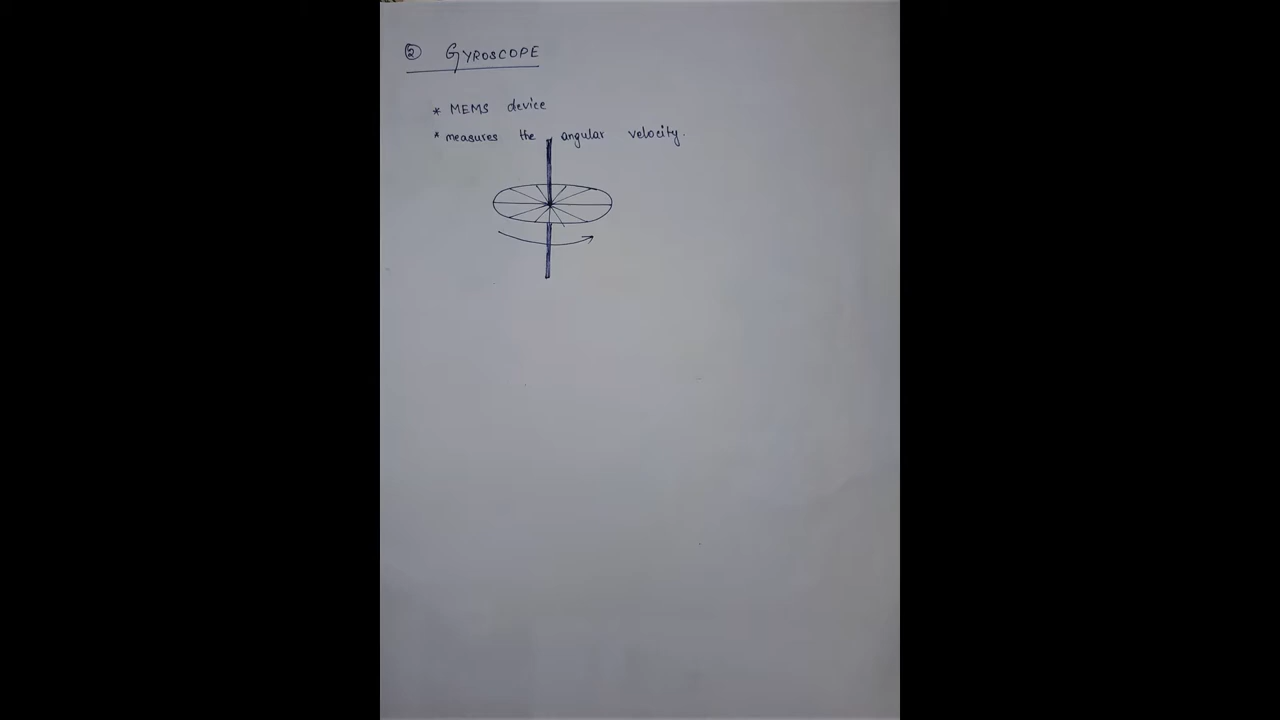 ② GYROSCOPE
* MEMS device
* measures the angular velocity.